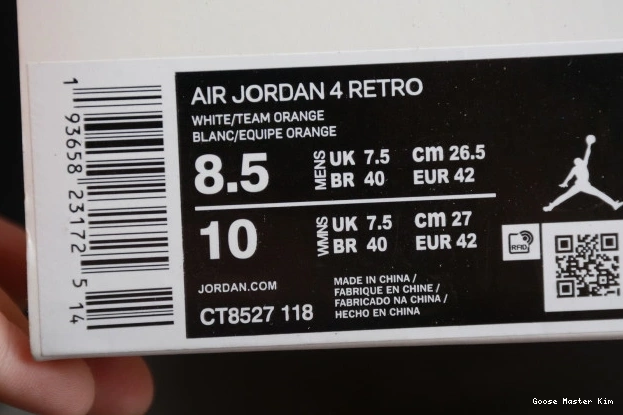 1 93658 23172 5 14
AIR JORDAN 4 RETRO
WHITE/TEAM ORANGE
BLANC/EQUIPE ORANGE
8.5 MENS UK 7.5 cm 26.5
BR 40 EUR 42
10 WMNS UK 7.5 cm 27
BR 40 EUR 42
RFID
JORDAN.COM
CT8527 118
MADE IN CHINA /
FABRIQUE EN CHINE /
FABRICADO NA CHINA /
HECHO EN CHINA
Goose Master Kim